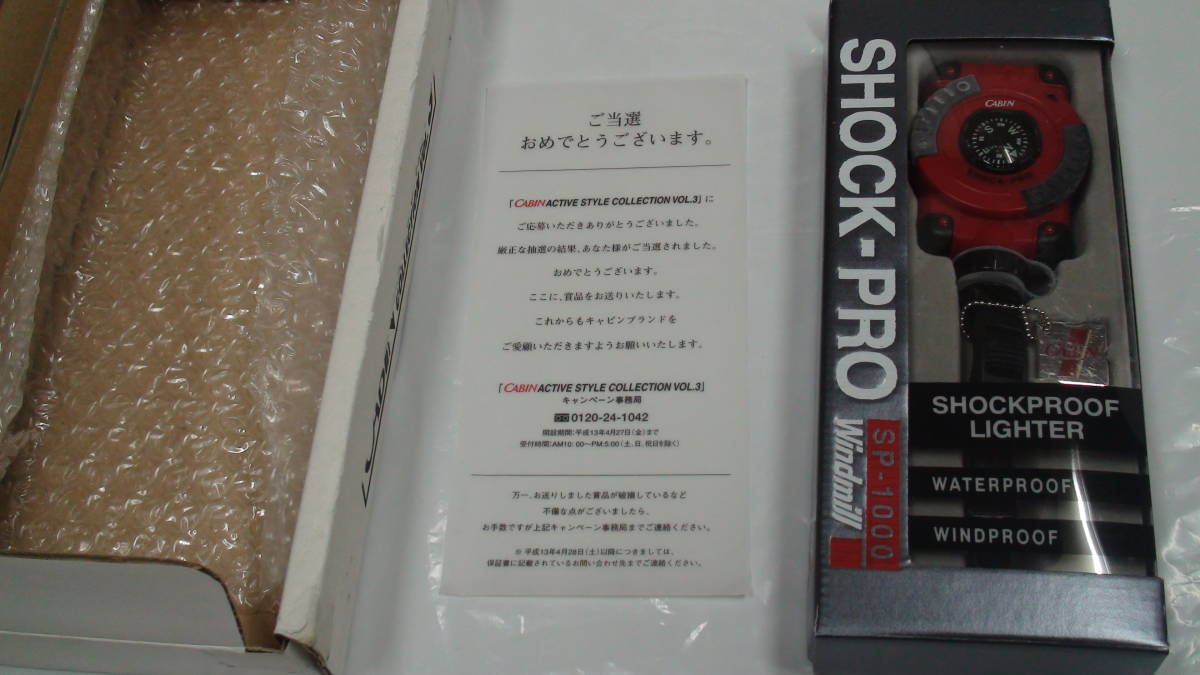 ご当選
おめでとうございます。
「CABIN ACTIVE STYLE COLLECTION VOL.3」に
ご応募いただきありがとうございました。
厳正な抽選の結果、あなた様がご当選されました。
おめでとうございます。
ここに、賞品をお送りいたします。
これからもキャビンブランドを
ご愛顧いただきますようお願いいたします。
「CABIN ACTIVE STYLE COLLECTION VOL.3」
キャンペーン事務局
0120-24-1042
開設期間:平成13年4月27日(金)まで
受付時間:AM10:00〜PM5:00(土、日、祝日を除く)
万一、お送りしました賞品が破損しているなど
不備な点がございましたら、
お手数ですが上記キャンペーン事務局までご連絡ください。
※ 平成13年4月28日(土)以降につきましては、
保証書に記載されているお問い合わせ先までご連絡ください。
SHOCK-PRO
Windmill
SP-1000
CABIN
S
W
SHOCKPROOF
LIGHTER
WATERPROOF
WINDPROOF